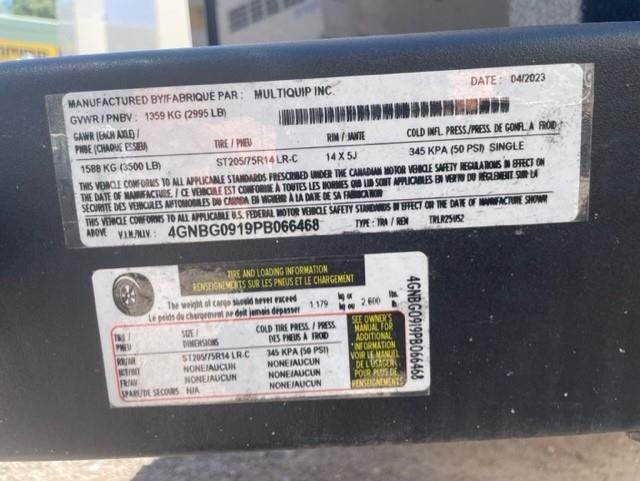 MANUFACTURED BY/FABRIQUE PAR : MULTIQUIP INC. DATE : 04/2023
GVWR / PNBV : 1359 KG (2995 LB)
GAWR (EACH AXLE) / TIRE / PNEU RIM / JANTE COLD INFL. PRESS./PRESS. DE GONFL. A FROID
PNBE (CHAQUE ESSIEU)
1588 KG (3500 LB) ST205/75R14 LR-C 14 X 5J 345 KPA (50 PSI) SINGLE
THIS VEHICLE CONFORMS TO ALL APPLICABLE STANDARDS PRESCRIBED UNDER THE CANADIAN MOTOR VEHICLE SAFETY REGULATIONS IN EFFECT ON
THE DATE OF MANUFACTURE. / CE VEHICULE EST CONFORME A TOUTES LES NORMES QUI LUI SONT APPLICABLES EN VERTU DU REGLEMENT SUR LA
SECURITE DES VEHICULES AUTOMOBILES DU CANADA EN VIGUEUR A LA DATE DE SA FABRICATION
THIS VEHICLE CONFORMS TO ALL APPLICABLE U.S. FEDERAL MOTOR VEHICLE SAFETY STANDARDS IN EFFECT ON THE DATE OF MANUFACTURE SHOWN
ABOVE V.I.N./N.I.V. : 4GNBG0919PB066468 TYPE : TRA / REM TRLR25US2
TIRE AND LOADING INFORMATION
RENSEIGNEMENTS SUR LES PNEUS ET LE CHARGEMENT
The weight of cargo should never exceed
Le poids du chargement ne doit jamais dépasser
1,179 kg or kg ou 2,600 lbs. lb
TIRE / PNEU
SIZE / DIMENSIONS
COLD TIRE PRESS. / PRESS. DES PNEUS À FROID
ST205/75R14 LR-C 345 KPA (50 PSI)
RR/AR NONE/AUCUN NONE/AUCUN
FR/AV NONE/AUCUN NONE/AUCUN
SPARE/DE SECOURS N/A NONE/AUCUN
SEE OWNER'S
MANUAL FOR
ADDITIONAL
INFORMATION
VOIR LE MANUEL
DE L'USAGER
POUR PLUS DE
RENSEIGNEMENTS
4GNBG0919PB066468